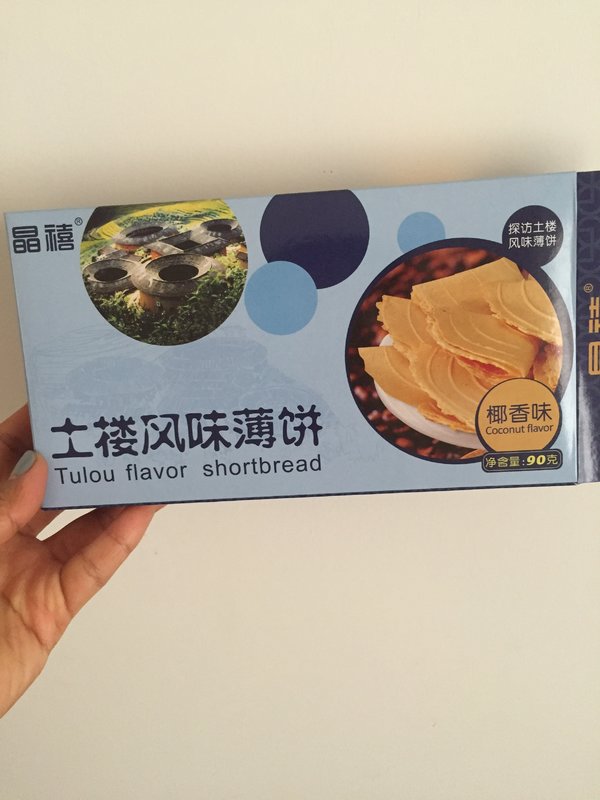 晶禧®
探访土楼
风味薄饼
土楼风味薄饼
Tulou flavor shortbread
椰香味
Coconut flavor
净含量:90克